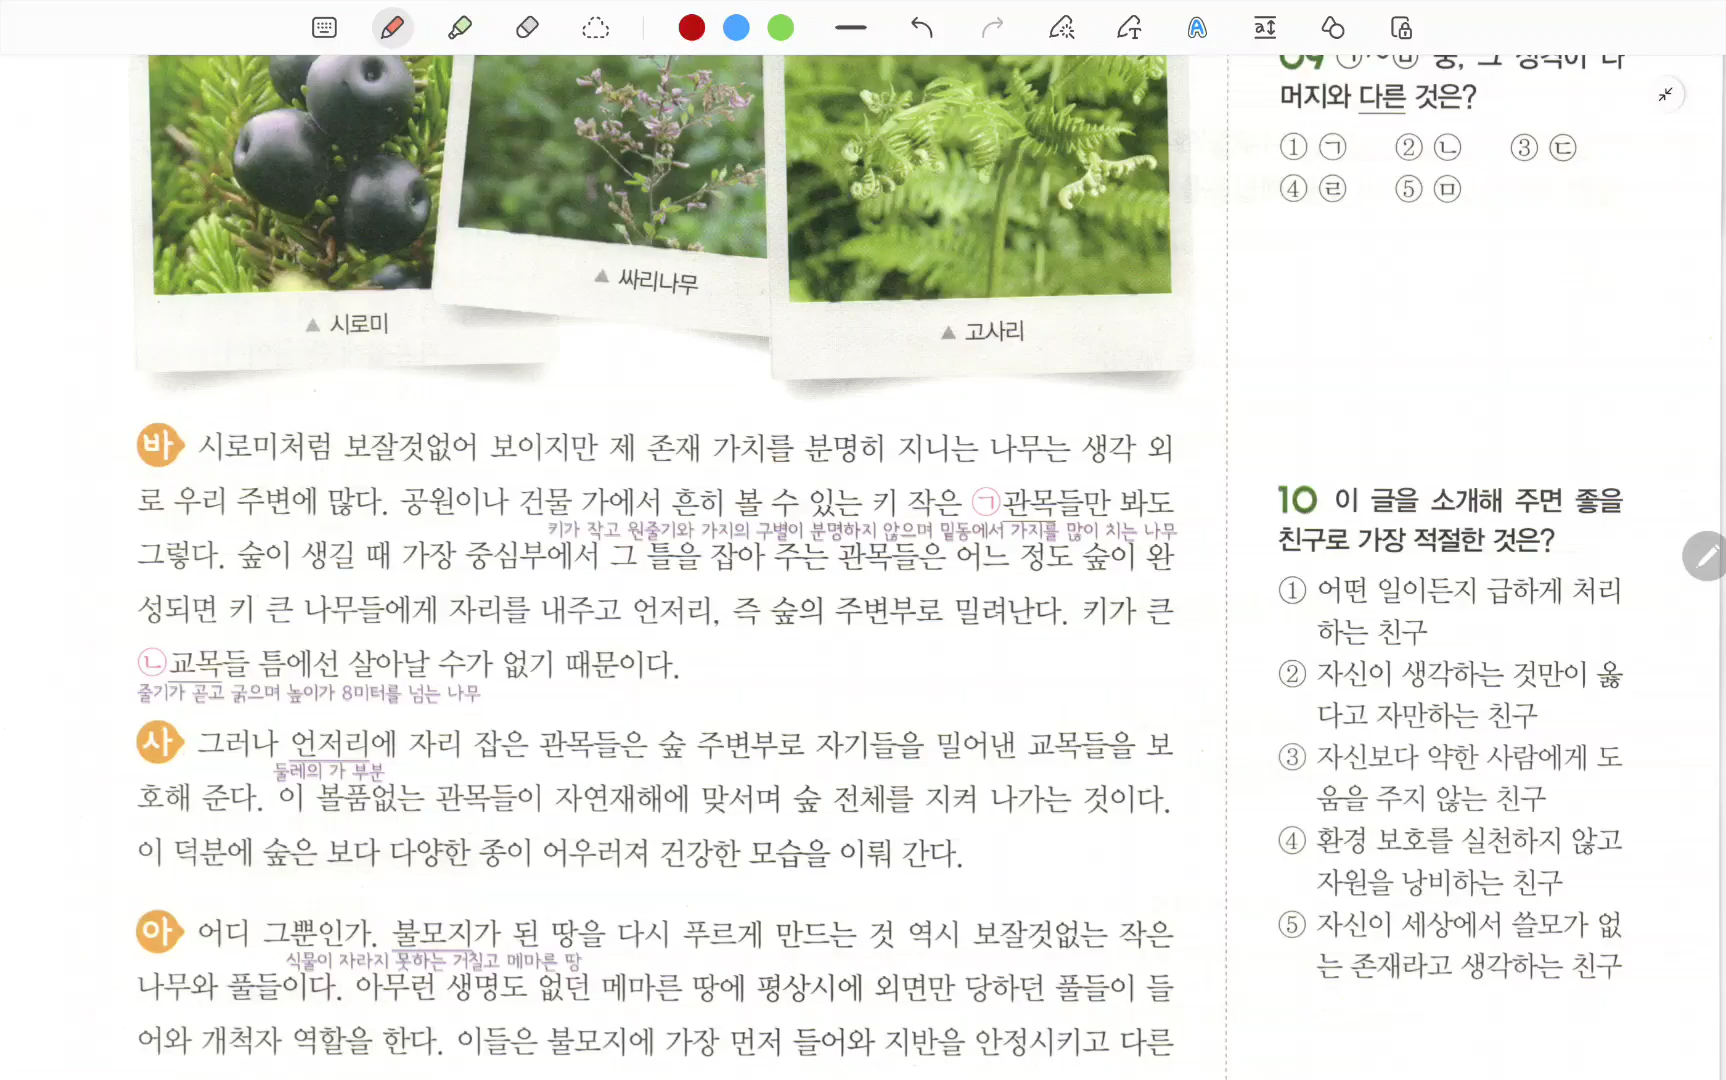 ▲ 시로미
▲ 싸리나무
▲ 고사리
바 시로미처럼 보잘것없어 보이지만 제 존재 가치를 분명히 지니는 나무는 생각 외
로 우리 주변에 많다. 공원이나 건물 가에서 흔히 볼 수 있는 키 작은 ㉠관목들만 봐도
키가 작고 원줄기와 가지의 구별이 분명하지 않으며 밑동에서 가지를 많이 치는 나무
그렇다. 숲이 생길 때 가장 중심부에서 그 틀을 잡아 주는 관목들은 어느 정도 숲이 완
성되면 키 큰 나무들에게 자리를 내주고 언저리, 즉 숲의 주변부로 밀려난다. 키가 큰
㉡교목들 틈에선 살아날 수가 없기 때문이다.
줄기가 곧고 굵으며 높이가 8미터를 넘는 나무
사 그러나 언저리에 자리 잡은 관목들은 숲 주변부로 자기들을 밀어낸 교목들을 보
둘레의 가 부분
호해 준다. 이 볼품없는 관목들이 자연재해에 맞서며 숲 전체를 지켜 나가는 것이다.
이 덕분에 숲은 보다 다양한 종이 어우러져 건강한 모습을 이뤄 간다.
아 어디 그뿐인가. 불모지가 된 땅을 다시 푸르게 만드는 것 역시 보잘것없는 작은
식물이 자라지 못하는 거칠고 메마른 땅
나무와 풀들이다. 아무런 생명도 없던 메마른 땅에 평상시에 외면만 당하던 풀들이 들
어와 개척자 역할을 한다. 이들은 불모지에 가장 먼저 들어와 지반을 안정시키고 다른
09 ㉠~㉤ 중, 그 생각이 나
머지와 다른 것은?
① ㉠ ② ㉡ ③ ㉢
④ ㉣ ⑤ ㉤
10 이 글을 소개해 주면 좋을
친구로 가장 적절한 것은?
① 어떤 일이든지 급하게 처리
하는 친구
② 자신이 생각하는 것만이 옳
다고 자만하는 친구
③ 자신보다 약한 사람에게 도
움을 주지 않는 친구
④ 환경 보호를 실천하지 않고
자원을 낭비하는 친구
⑤ 자신이 세상에서 쓸모가 없
는 존재라고 생각하는 친구